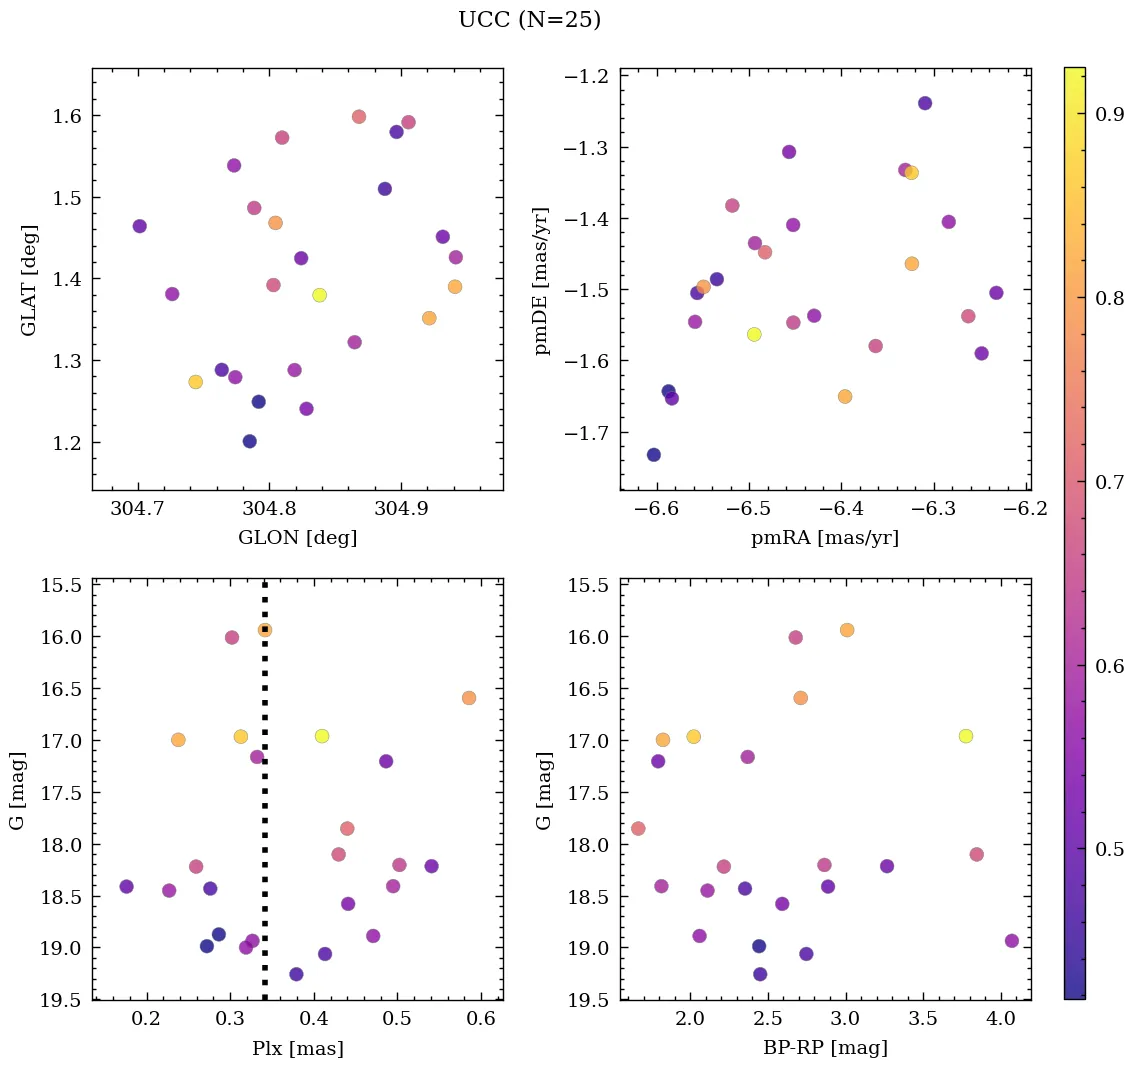 UCC (N=25)
1.6
1.5
1.4
1.3
1.2
GLAT [deg]
304.7 304.8 304.9
GLON [deg]
−1.2
−1.3
−1.4
−1.5
−1.6
−1.7
pmDE [mas/yr]
−6.6 −6.5 −6.4 −6.3 −6.2
pmRA [mas/yr]
15.5
16.0
16.5
17.0
17.5
18.0
18.5
19.0
19.5
G [mag]
0.2 0.3 0.4 0.5 0.6
Plx [mas]
15.5
16.0
16.5
17.0
17.5
18.0
18.5
19.0
19.5
G [mag]
2.0 2.5 3.0 3.5 4.0
BP-RP [mag]
0.9
0.8
0.7
0.6
0.5